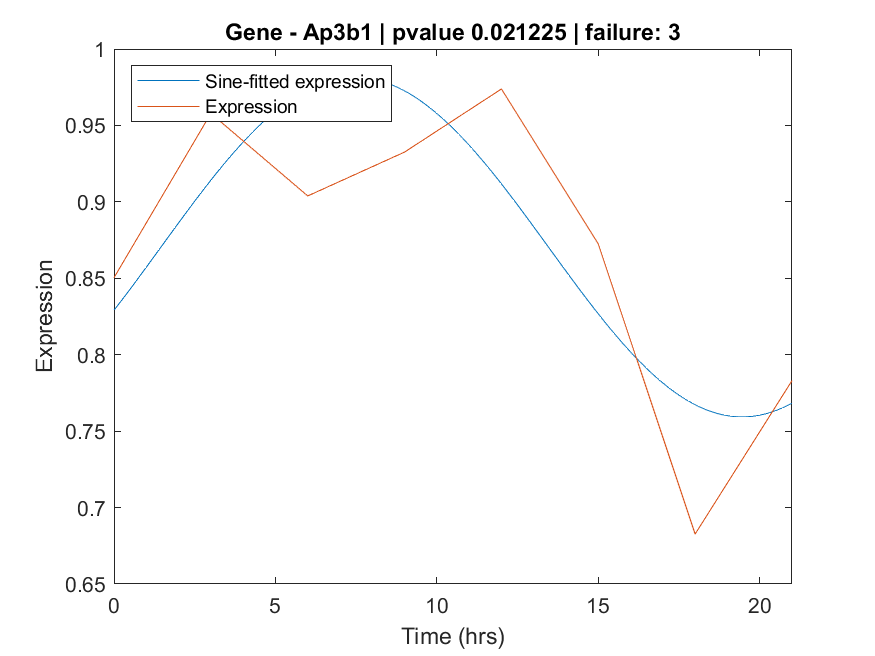 Gene - Ap3b1 | pvalue 0.021225 | failure: 3
1
Sine-fitted expression
Expression
0.95
0.9
0.85
0.8
0.75
0.7
0.65
Expression
0 5 10 15 20
Time (hrs)